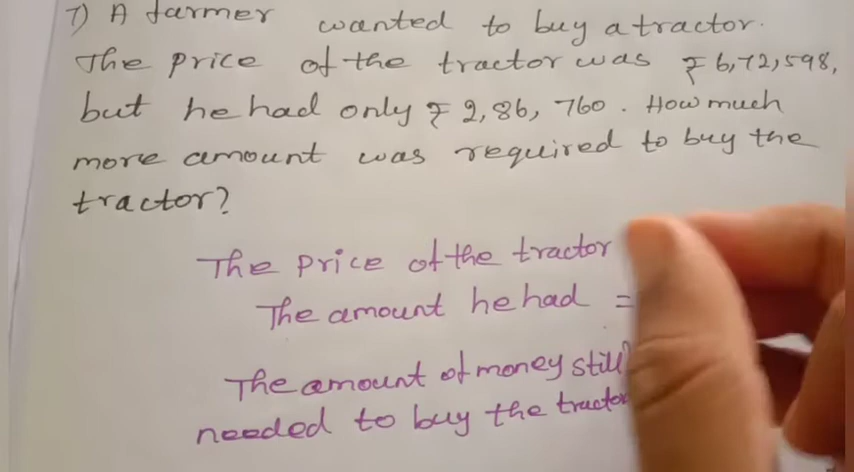 7) A farmer wanted to buy a tractor.
The price of the tractor was ₹ 6,72,598,
but he had only ₹ 2,86,760. How much
more amount was required to buy the
tractor?
The price of the tractor
The amount he had =
The amount of money still
needed to buy the tractor